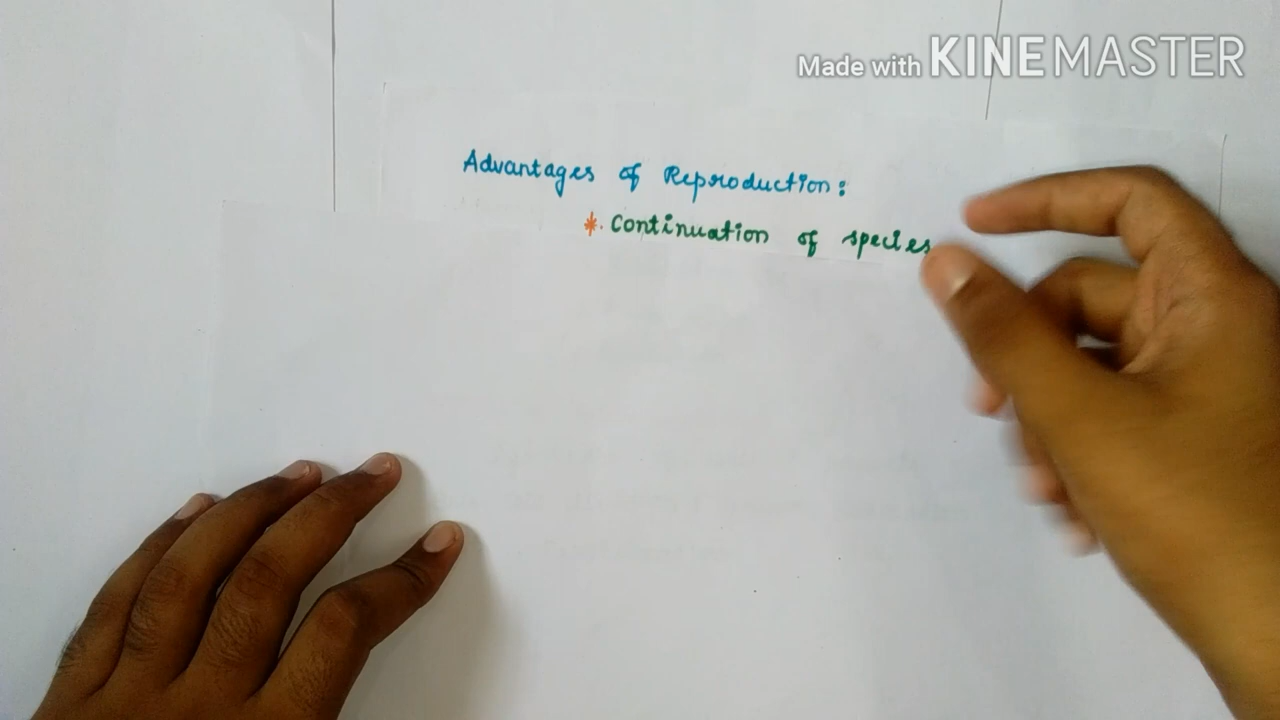 Made with KINEMASTER
Advantages of Reproduction:
*. Continuation of species